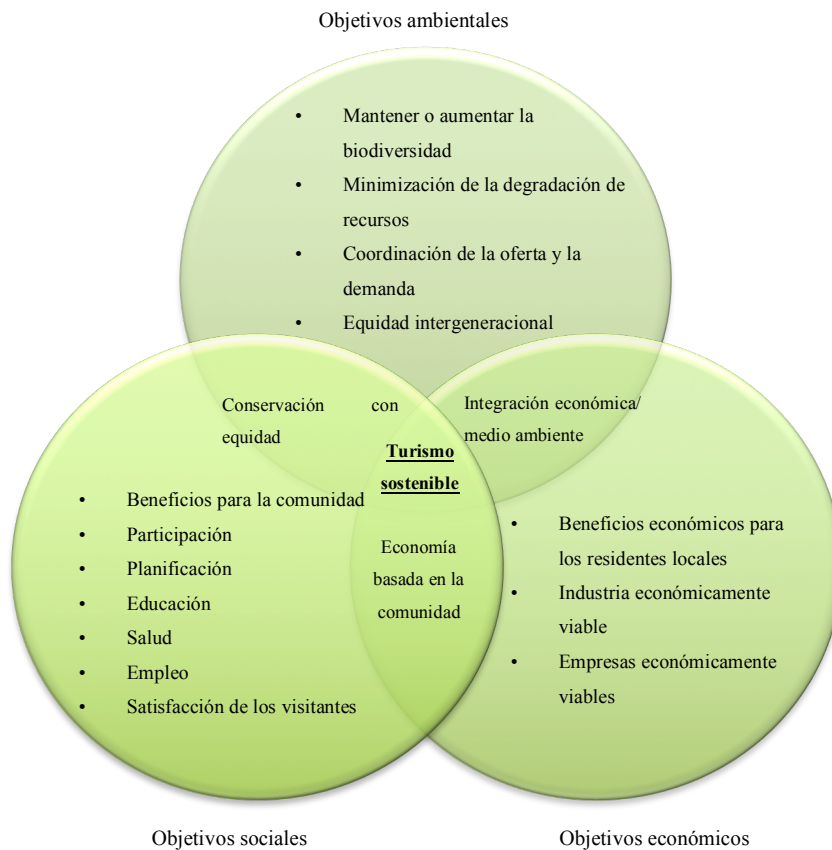 Objetivos ambientales
• Mantener o aumentar la
biodiversidad
• Minimización de la degradación de
recursos
• Coordinación de la oferta y la
demanda
• Equidad intergeneracional
Conservación con
equidad
Integración económica/
medio ambiente
Turismo
sostenible
• Beneficios para la comunidad
• Participación
• Planificación
• Educación
• Salud
• Empleo
• Satisfacción de los visitantes
Economía
basada en la
comunidad
• Beneficios económicos para
los residentes locales
• Industria económicamente
viable
• Empresas económicamente
viables
Objetivos sociales
Objetivos económicos